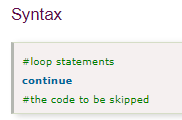 Syntax
#loop statements
continue
#the code to be skipped